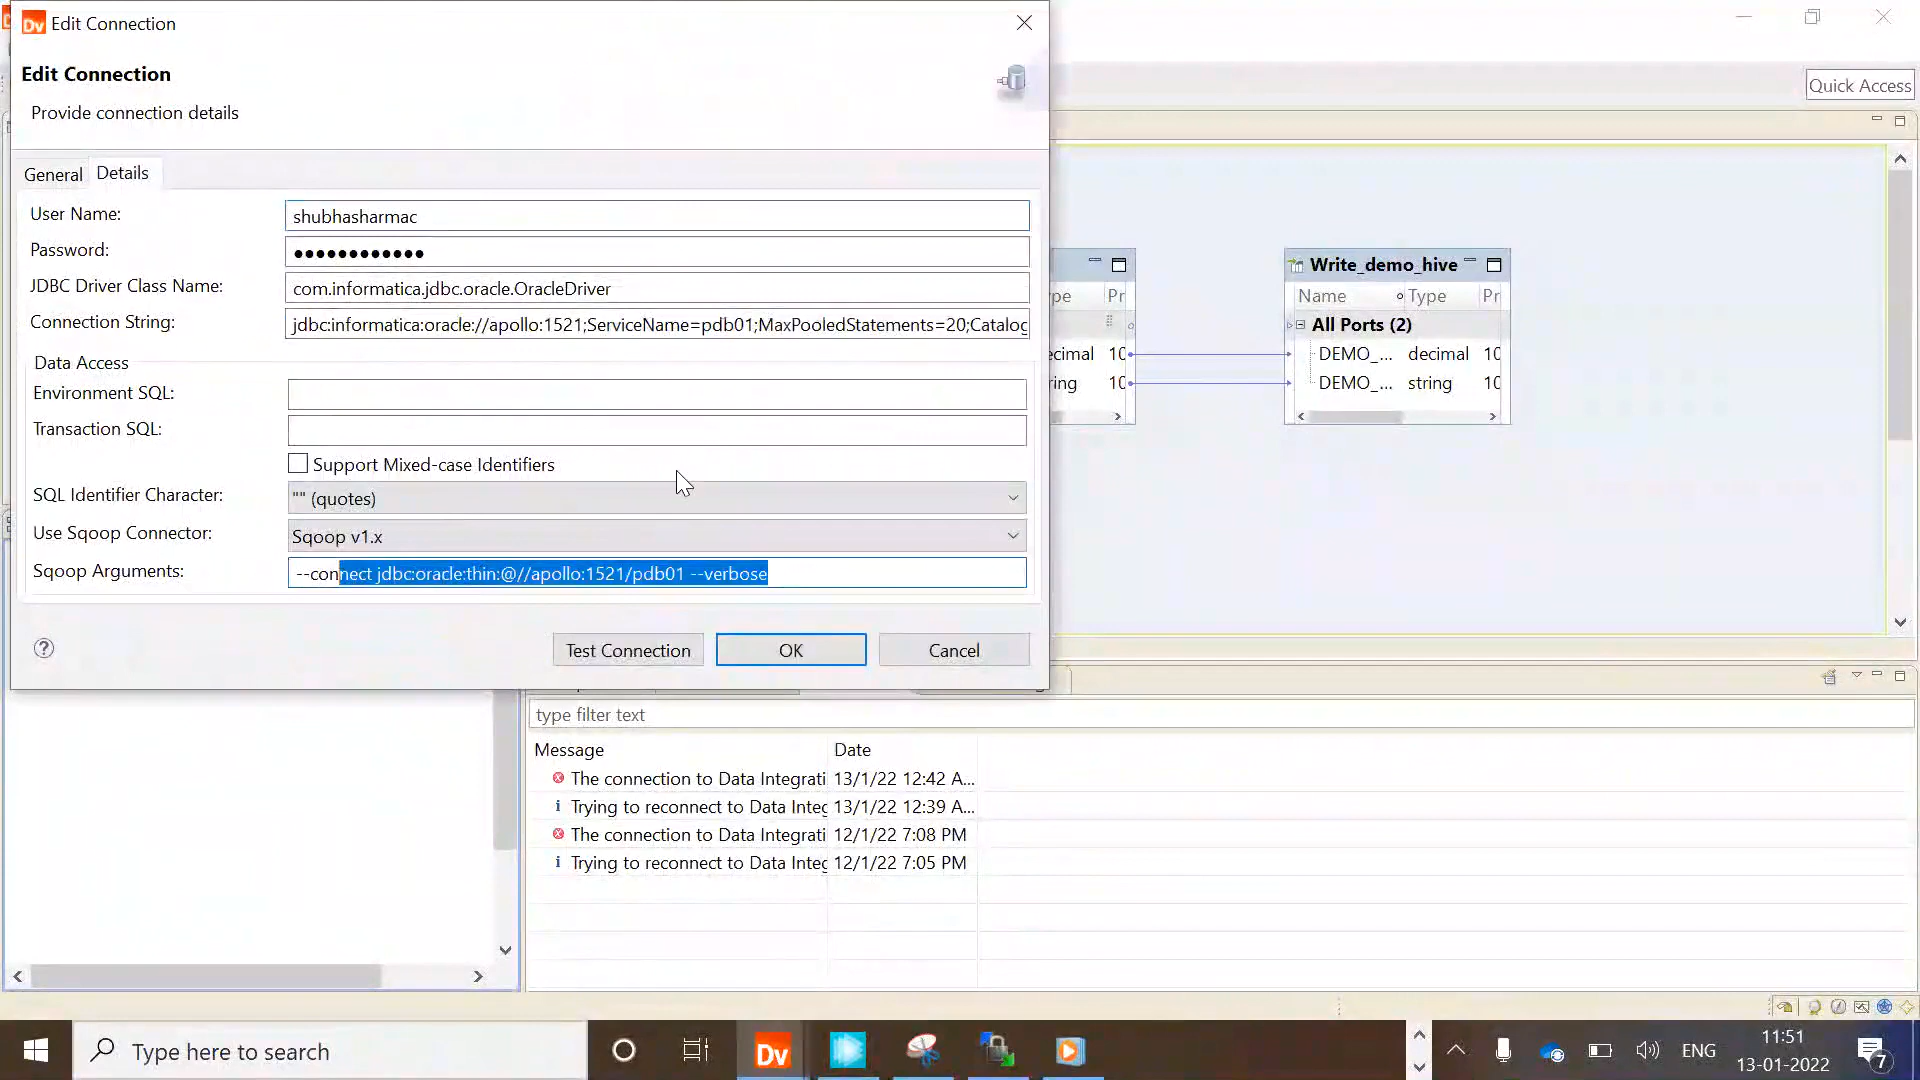 Dv Edit Connection
Edit Connection
Provide connection details
Quick Access
General Details
User Name: shubhasharmac
Password: ●●●●●●●●●●●●
JDBC Driver Class Name: com.informatica.jdbc.oracle.OracleDriver
Connection String: jdbc:informatica:oracle://apollo:1521;ServiceName=pdb01;MaxPooledStatements=20;Catalog
Data Access
Environment SQL:
Transaction SQL:
Support Mixed-case Identifiers
SQL Identifier Character: "" (quotes)
Use Sqoop Connector: Sqoop v1.x
Sqoop Arguments: --connect jdbc:oracle:thin:@//apollo:1521/pdb01 --verbose
Test Connection OK Cancel
ype Pr
ecimal 10
ring 10
Write_demo_hive
Name Type Pr
All Ports (2)
DEMO_... decimal 10
DEMO_... string 10
type filter text
Message Date
The connection to Data Integrati 13/1/22 12:42 A...
Trying to reconnect to Data Integ 13/1/22 12:39 A...
The connection to Data Integrati 12/1/22 7:08 PM
Trying to reconnect to Data Integ 12/1/22 7:05 PM
Type here to search
Dv
ENG
11:51
13-01-2022
7